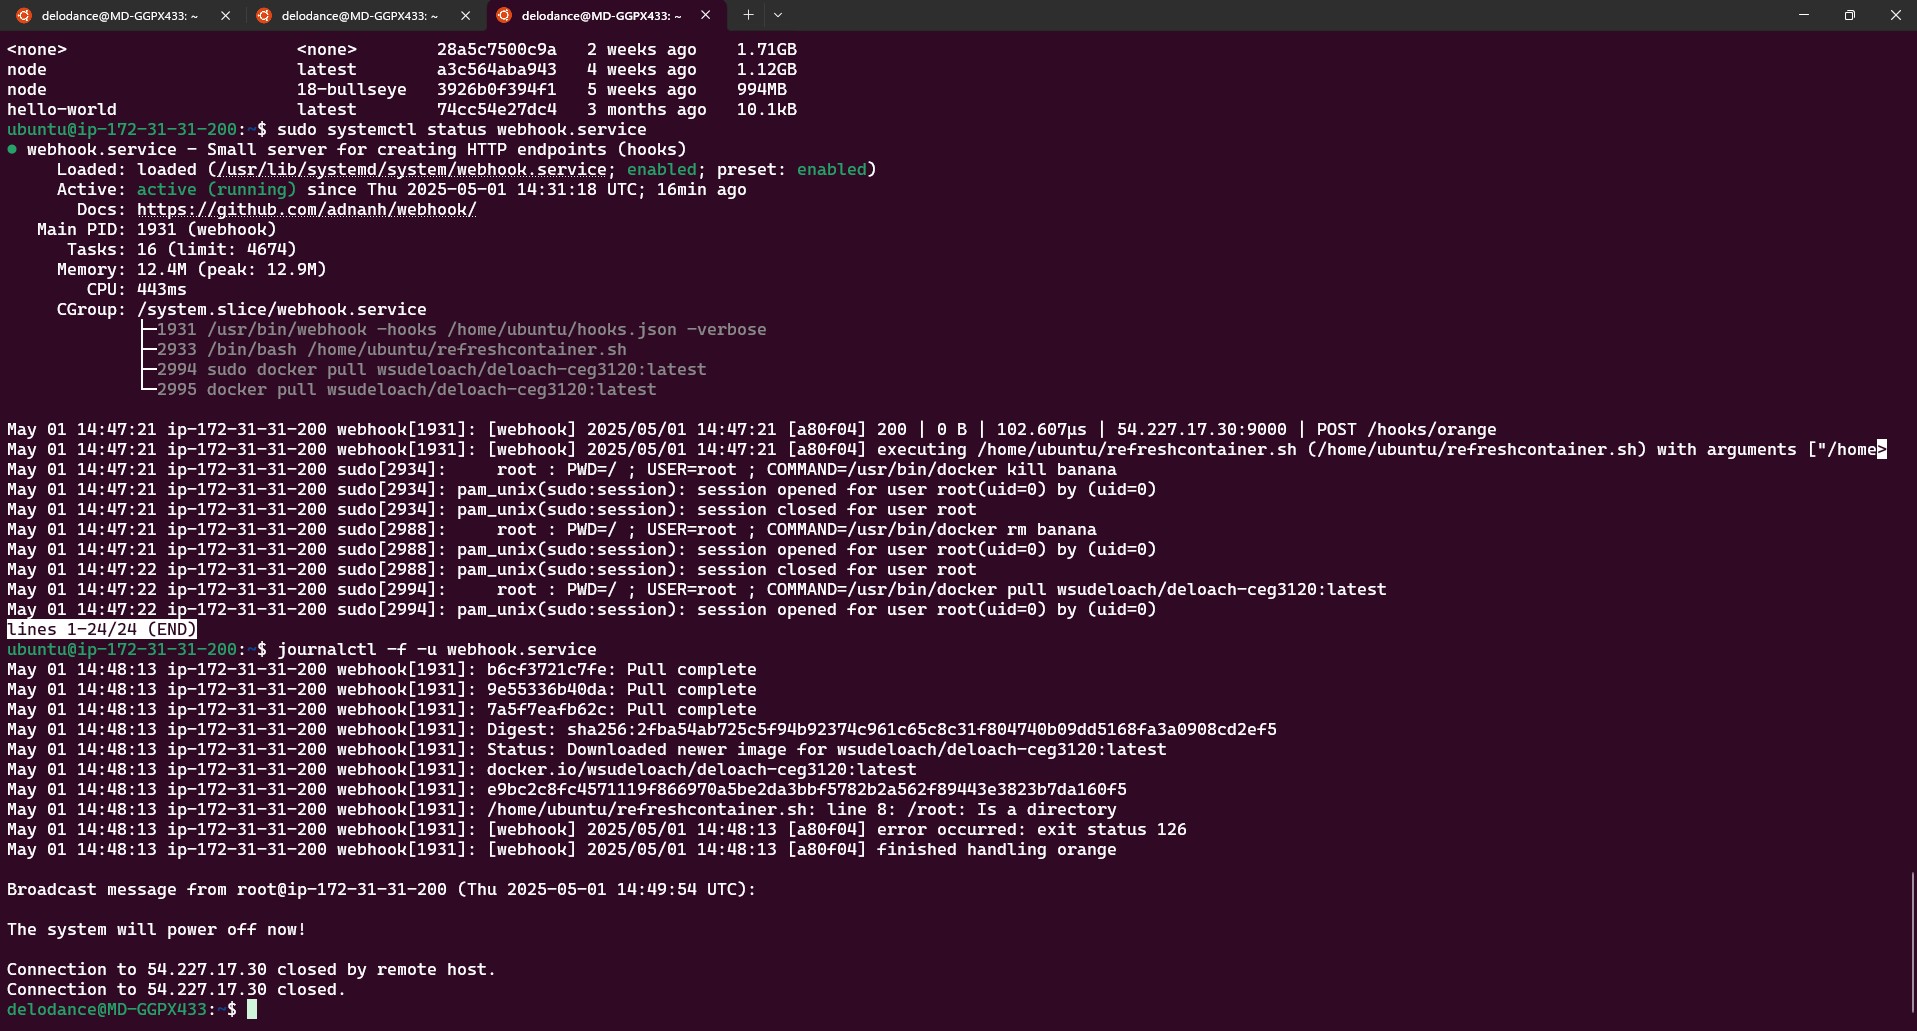 delodance@MD-GGPX433: ~ delodance@MD-GGPX433: ~ delodance@MD-GGPX433: ~
<none> <none> 28a5c7500c9a 2 weeks ago 1.71GB
node latest a3c564aba943 4 weeks ago 1.12GB
node 18-bullseye 3926b0f394f1 5 weeks ago 994MB
hello-world latest 74cc54e27dc4 3 months ago 10.1kB
ubuntu@ip-172-31-31-200:~$ sudo systemctl status webhook.service
● webhook.service - Small server for creating HTTP endpoints (hooks)
Loaded: loaded (/usr/lib/systemd/system/webhook.service; enabled; preset: enabled)
Active: active (running) since Thu 2025-05-01 14:31:18 UTC; 16min ago
Docs: https://github.com/adnanh/webhook/
Main PID: 1931 (webhook)
Tasks: 16 (limit: 4674)
Memory: 12.4M (peak: 12.9M)
CPU: 443ms
CGroup: /system.slice/webhook.service
├─1931 /usr/bin/webhook -hooks /home/ubuntu/hooks.json -verbose
├─2933 /bin/bash /home/ubuntu/refreshcontainer.sh
├─2994 sudo docker pull wsudeloach/deloach-ceg3120:latest
└─2995 docker pull wsudeloach/deloach-ceg3120:latest
May 01 14:47:21 ip-172-31-31-200 webhook[1931]: [webhook] 2025/05/01 14:47:21 [a80f04] 200 | 0 B | 102.607µs | 54.227.17.30:9000 | POST /hooks/orange
May 01 14:47:21 ip-172-31-31-200 webhook[1931]: [webhook] 2025/05/01 14:47:21 [a80f04] executing /home/ubuntu/refreshcontainer.sh (/home/ubuntu/refreshcontainer.sh) with arguments ["/home>
May 01 14:47:21 ip-172-31-31-200 sudo[2934]: root : PWD=/ ; USER=root ; COMMAND=/usr/bin/docker kill banana
May 01 14:47:21 ip-172-31-31-200 sudo[2934]: pam_unix(sudo:session): session opened for user root(uid=0) by (uid=0)
May 01 14:47:21 ip-172-31-31-200 sudo[2934]: pam_unix(sudo:session): session closed for user root
May 01 14:47:21 ip-172-31-31-200 sudo[2988]: root : PWD=/ ; USER=root ; COMMAND=/usr/bin/docker rm banana
May 01 14:47:21 ip-172-31-31-200 sudo[2988]: pam_unix(sudo:session): session opened for user root(uid=0) by (uid=0)
May 01 14:47:22 ip-172-31-31-200 sudo[2988]: pam_unix(sudo:session): session closed for user root
May 01 14:47:22 ip-172-31-31-200 sudo[2994]: root : PWD=/ ; USER=root ; COMMAND=/usr/bin/docker pull wsudeloach/deloach-ceg3120:latest
May 01 14:47:22 ip-172-31-31-200 sudo[2994]: pam_unix(sudo:session): session opened for user root(uid=0) by (uid=0)
lines 1-24/24 (END)
ubuntu@ip-172-31-31-200:~$ journalctl -f -u webhook.service
May 01 14:48:13 ip-172-31-31-200 webhook[1931]: b6cf3721c7fe: Pull complete
May 01 14:48:13 ip-172-31-31-200 webhook[1931]: 9e55336b40da: Pull complete
May 01 14:48:13 ip-172-31-31-200 webhook[1931]: 7a5f7eafb62c: Pull complete
May 01 14:48:13 ip-172-31-31-200 webhook[1931]: Digest: sha256:2fba54ab725c5f94b92374c961c65c8c31f804740b09dd5168fa3a0908cd2ef5
May 01 14:48:13 ip-172-31-31-200 webhook[1931]: Status: Downloaded newer image for wsudeloach/deloach-ceg3120:latest
May 01 14:48:13 ip-172-31-31-200 webhook[1931]: docker.io/wsudeloach/deloach-ceg3120:latest
May 01 14:48:13 ip-172-31-31-200 webhook[1931]: e9bc2c8fc4571119f866970a5be2da3bbf5782b2a562f89443e3823b7da160f5
May 01 14:48:13 ip-172-31-31-200 webhook[1931]: /home/ubuntu/refreshcontainer.sh: line 8: /root: Is a directory
May 01 14:48:13 ip-172-31-31-200 webhook[1931]: [webhook] 2025/05/01 14:48:13 [a80f04] error occurred: exit status 126
May 01 14:48:13 ip-172-31-31-200 webhook[1931]: [webhook] 2025/05/01 14:48:13 [a80f04] finished handling orange
Broadcast message from root@ip-172-31-31-200 (Thu 2025-05-01 14:49:54 UTC):
The system will power off now!
Connection to 54.227.17.30 closed by remote host.
Connection to 54.227.17.30 closed.
delodance@MD-GGPX433:~$